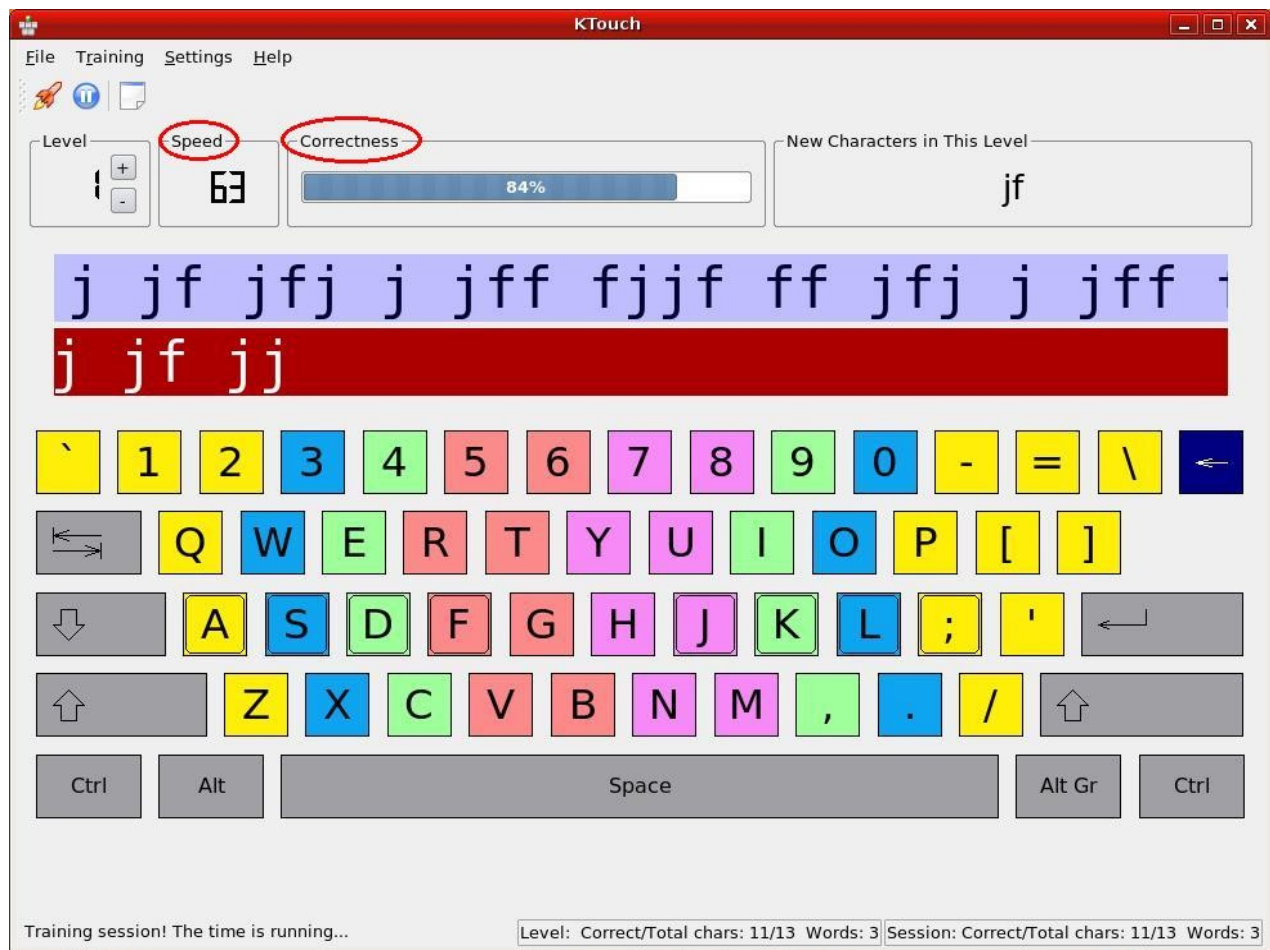 KTouch
File Training Settings Help
Level Speed Correctness New Characters in This Level
1 + - 63 84% jf
j jf jfj j jff fjjf ff jfj j jff f
j jf jj
` 1 2 3 4 5 6 7 8 9 0 - = \
Q W E R T Y U I O P [ ]
A S D F G H J K L ; '
Z X C V B N M , . /
Ctrl Alt Space Alt Gr Ctrl
Training session! The time is running... Level: Correct/Total chars: 11/13 Words: 3 Session: Correct/Total chars: 11/13 Words: 3